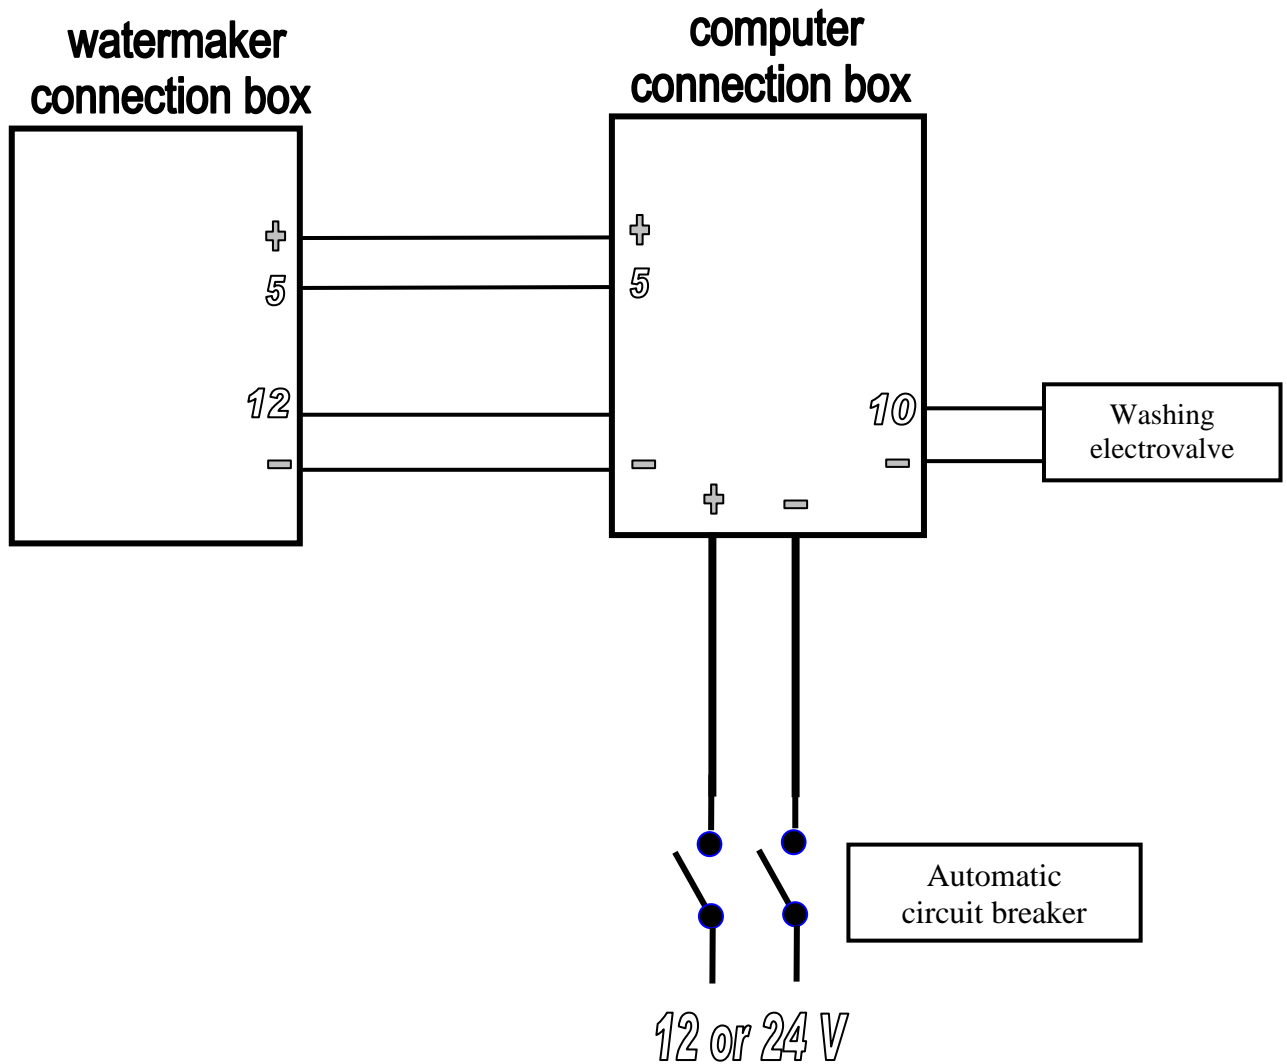 watermaker
connection box
computer
connection box
+
+
5
5
12
10
-
-
-
+
-
Washing
electrovalve
Automatic
circuit breaker
12 or 24 V